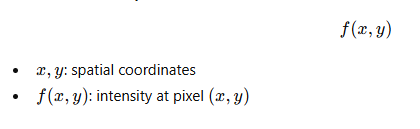 f(x, y)
• x, y: spatial coordinates
• f(x, y): intensity at pixel (x, y)